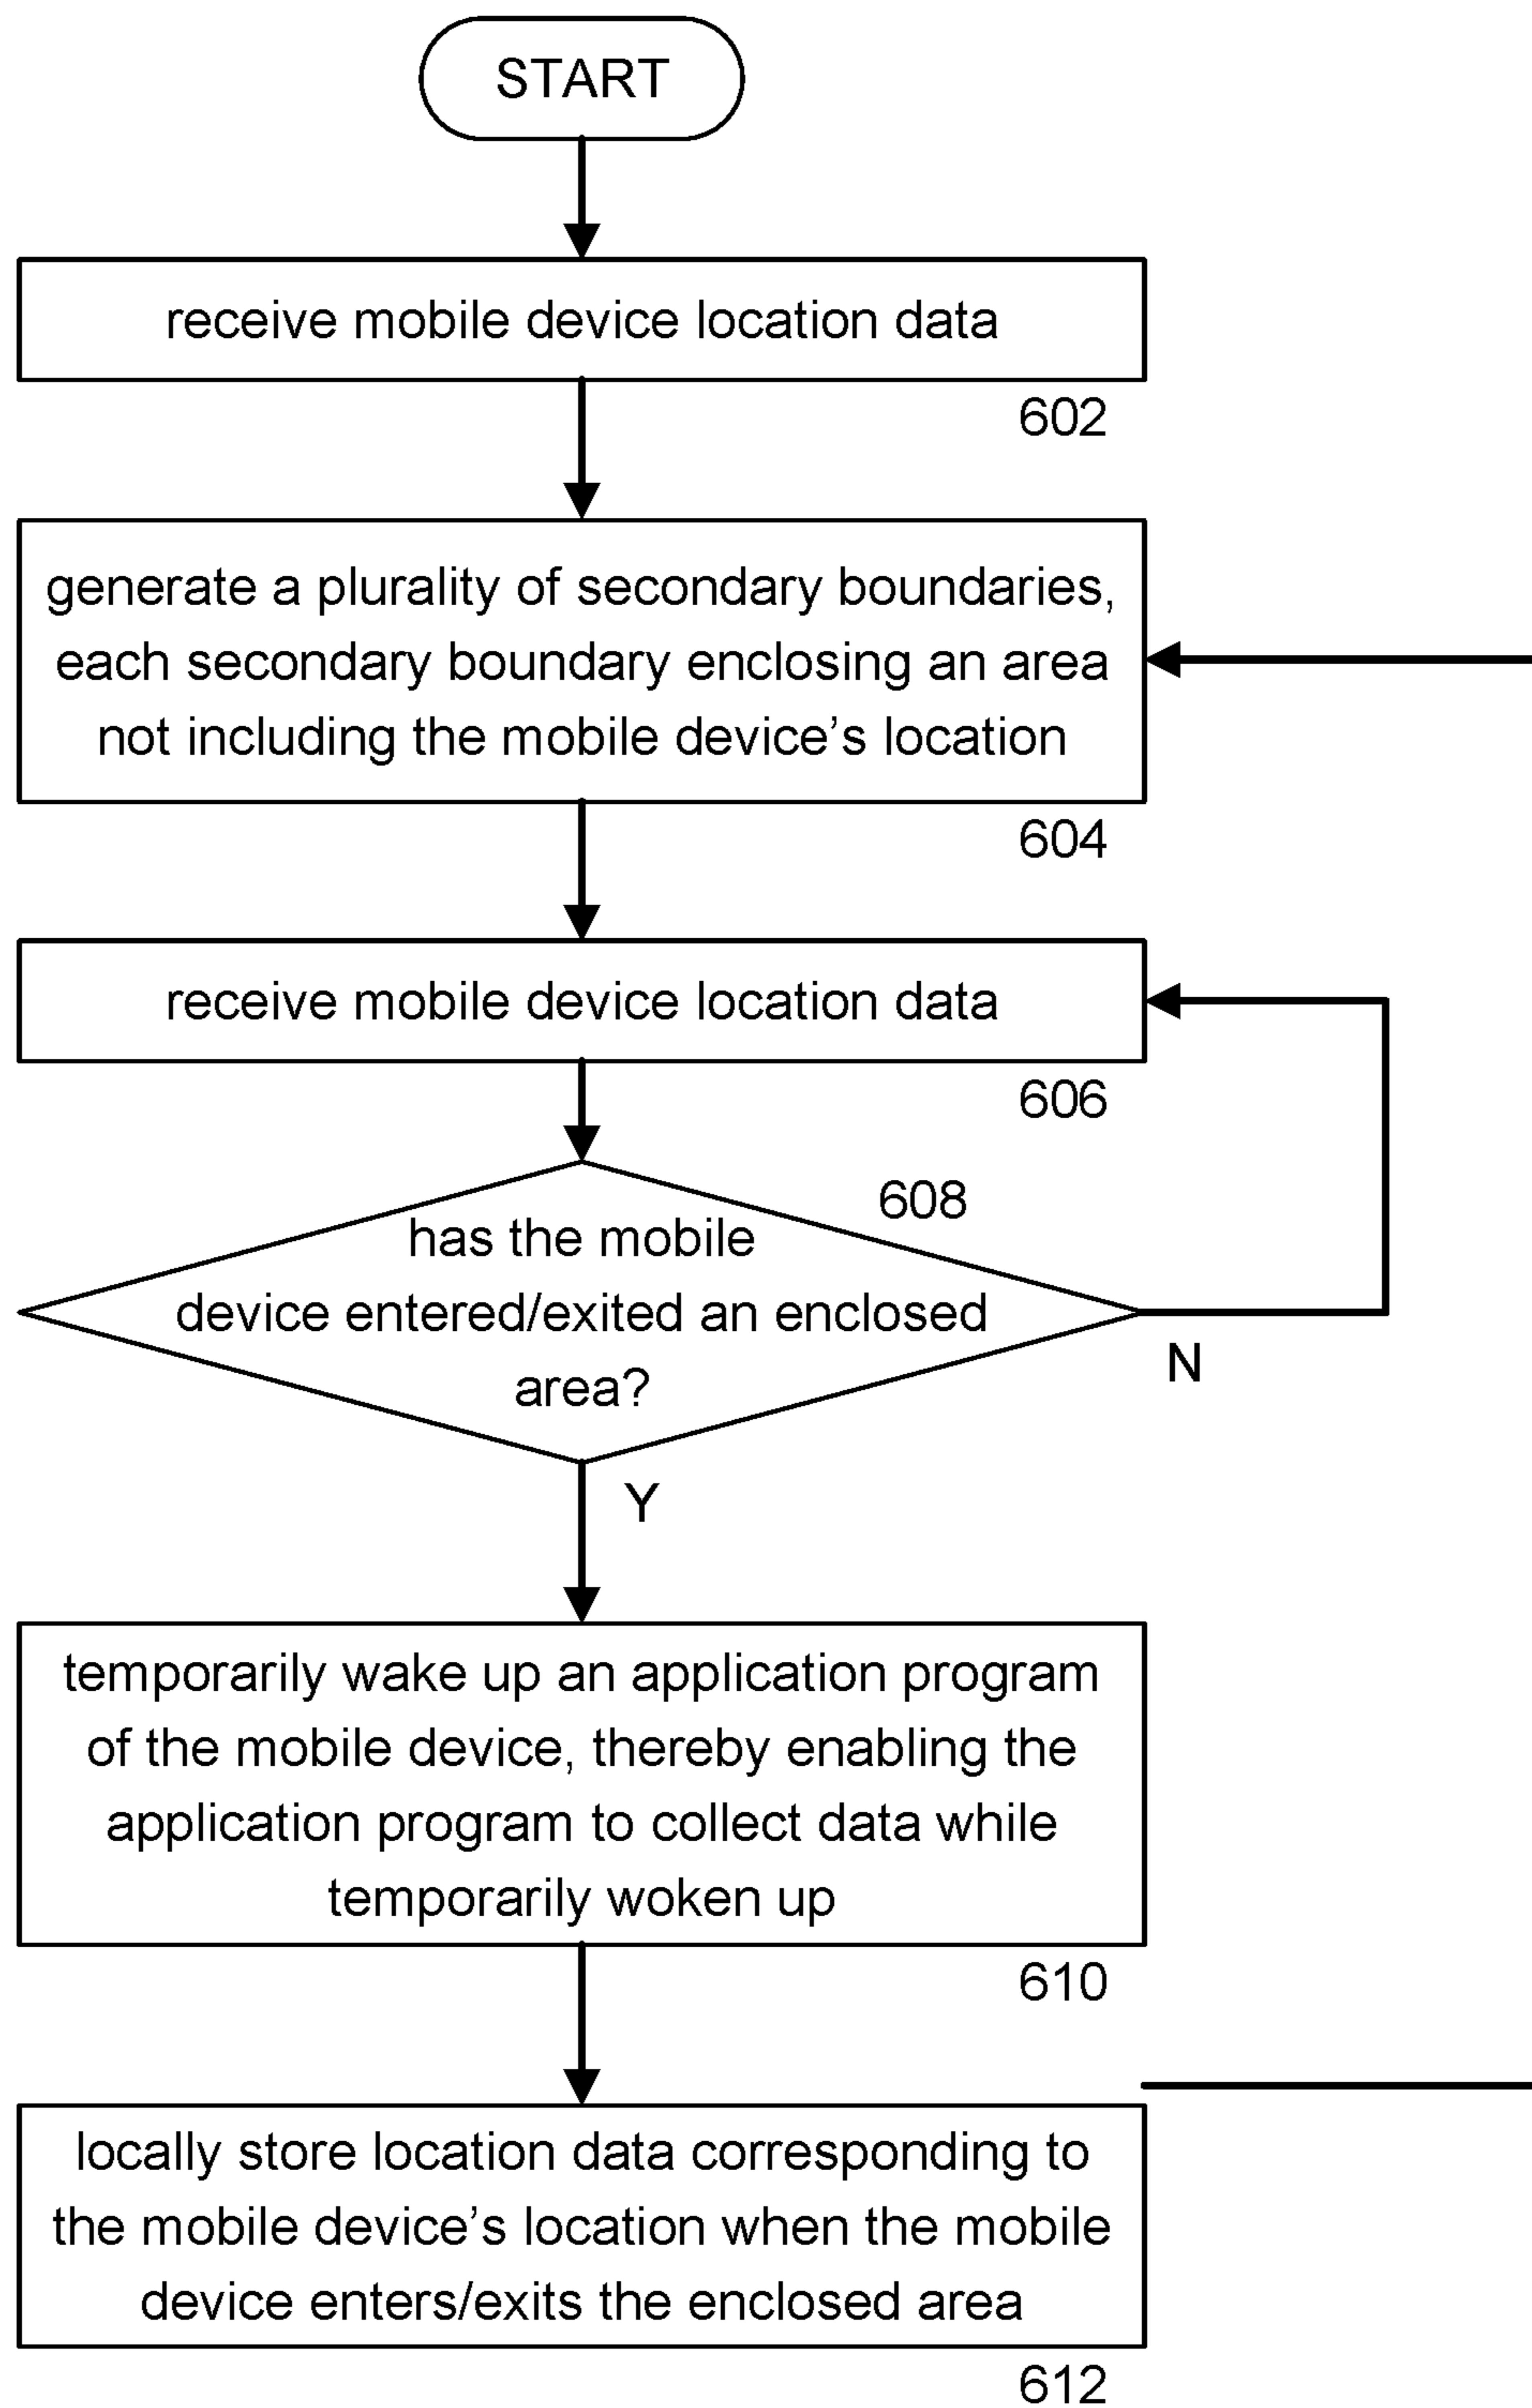 START
receive mobile device location data
602
generate a plurality of secondary boundaries,
each secondary boundary enclosing an area
not including the mobile device’s location
604
receive mobile device location data
606
608
has the mobile
device entered/exited an enclosed
area?
N
Y
temporarily wake up an application program
of the mobile device, thereby enabling the
application program to collect data while
temporarily woken up
610
locally store location data corresponding to
the mobile device’s location when the mobile
device enters/exits the enclosed area
612